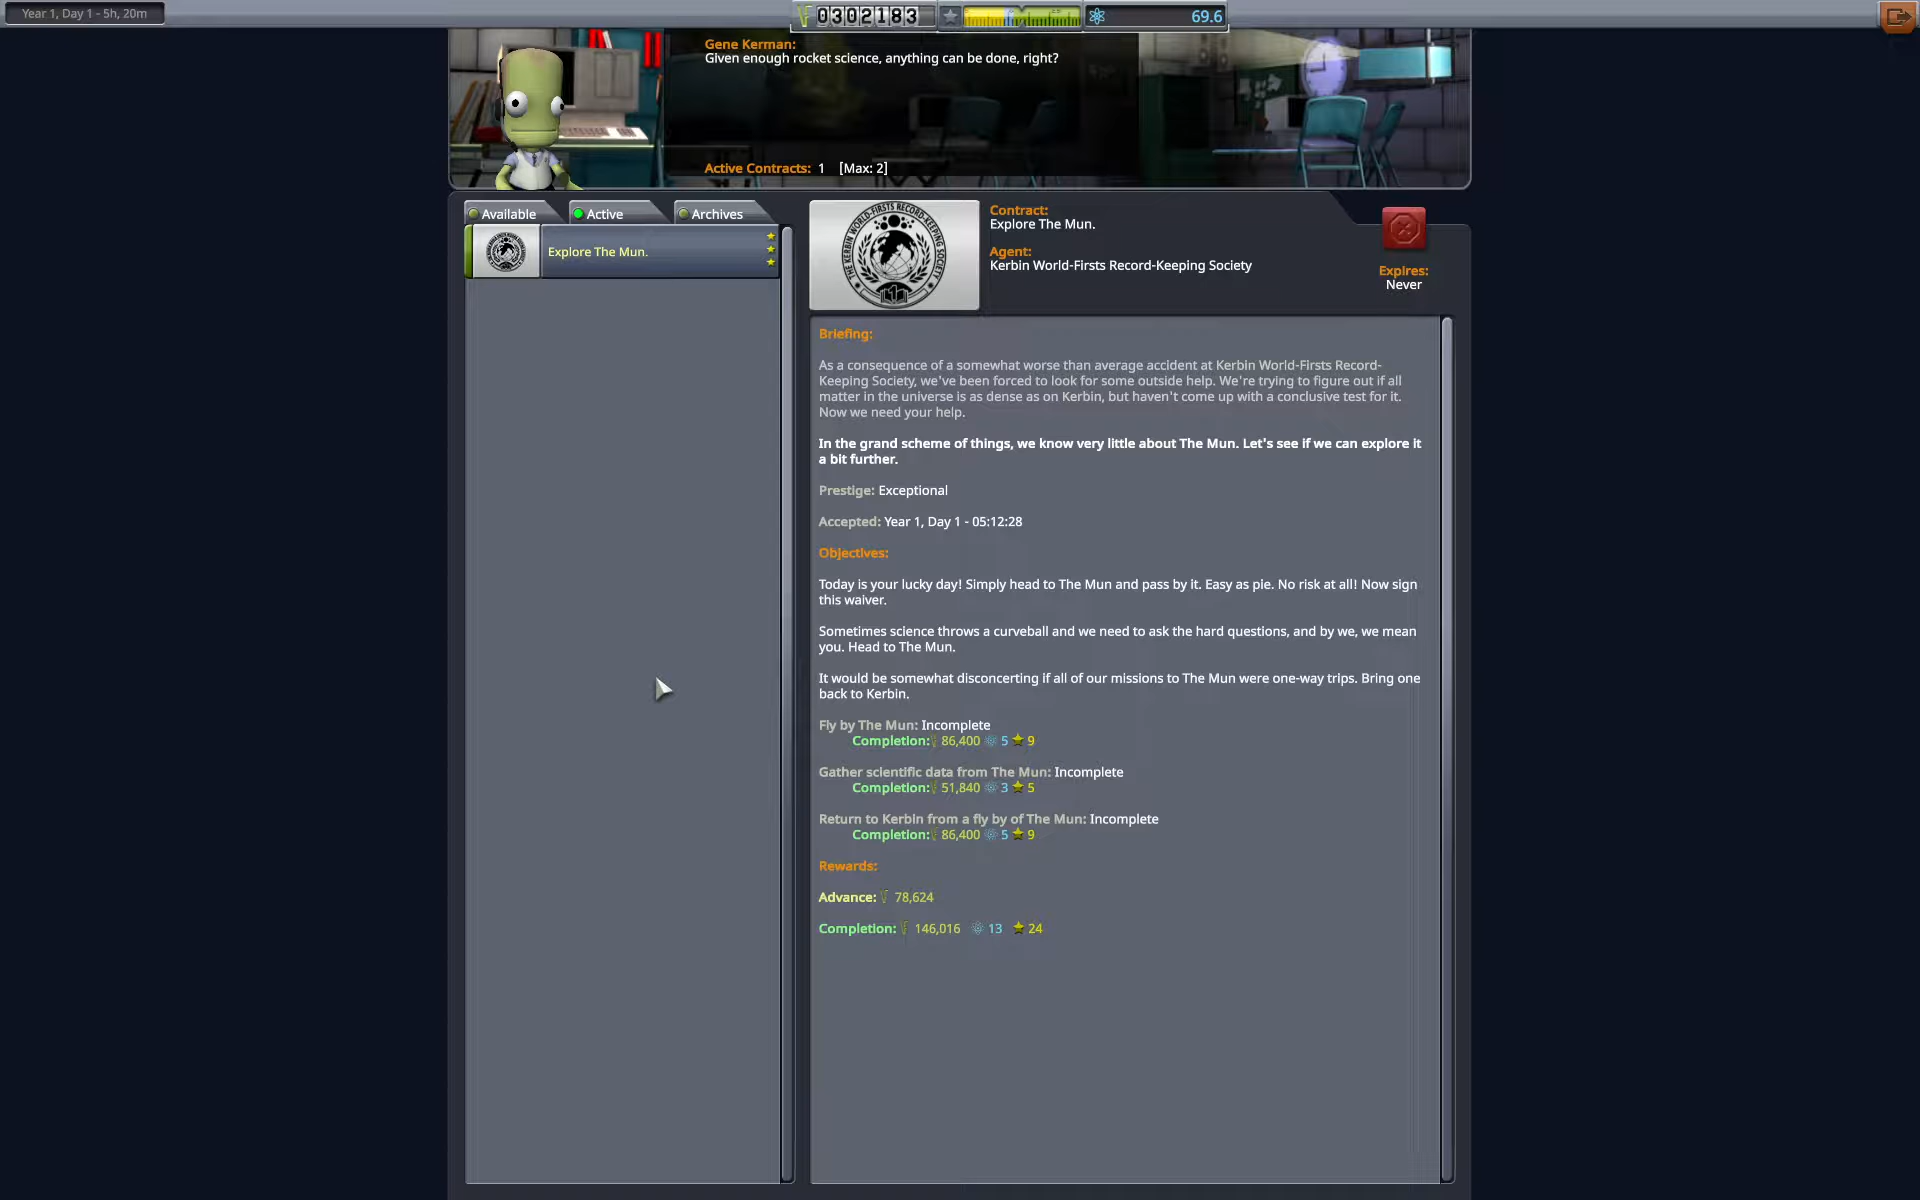 Year 1, Day 1 - 5h, 20m
0302183
69.6
Gene Kerman:
Given enough rocket science, anything can be done, right?
Active Contracts: 1 [Max: 2]
Available
Active
Archives
Explore The Mun.
THE KERBIN WORLD-FIRSTS RECORD-KEEPING SOCIETY
Contract:
Explore The Mun.
Agent:
Kerbin World-Firsts Record-Keeping Society
Expires:
Never
Briefing:
As a consequence of a somewhat worse than average accident at Kerbin World-Firsts Record-
Keeping Society, we've been forced to look for some outside help. We're trying to figure out if all
matter in the universe is as dense as on Kerbin, but haven't come up with a conclusive test for it.
Now we need your help.
In the grand scheme of things, we know very little about The Mun. Let's see if we can explore it
a bit further.
Prestige: Exceptional
Accepted: Year 1, Day 1 - 05:12:28
Objectives:
Today is your lucky day! Simply head to The Mun and pass by it. Easy as pie. No risk at all! Now sign
this waiver.
Sometimes science throws a curveball and we need to ask the hard questions, and by we, we mean
you. Head to The Mun.
It would be somewhat disconcerting if all of our missions to The Mun were one-way trips. Bring one
back to Kerbin.
Fly by The Mun: Incomplete
Completion: 86,400 5 9
Gather scientific data from The Mun: Incomplete
Completion: 51,840 3 5
Return to Kerbin from a fly by of The Mun: Incomplete
Completion: 86,400 5 9
Rewards:
Advance: 78,624
Completion: 146,016 13 24